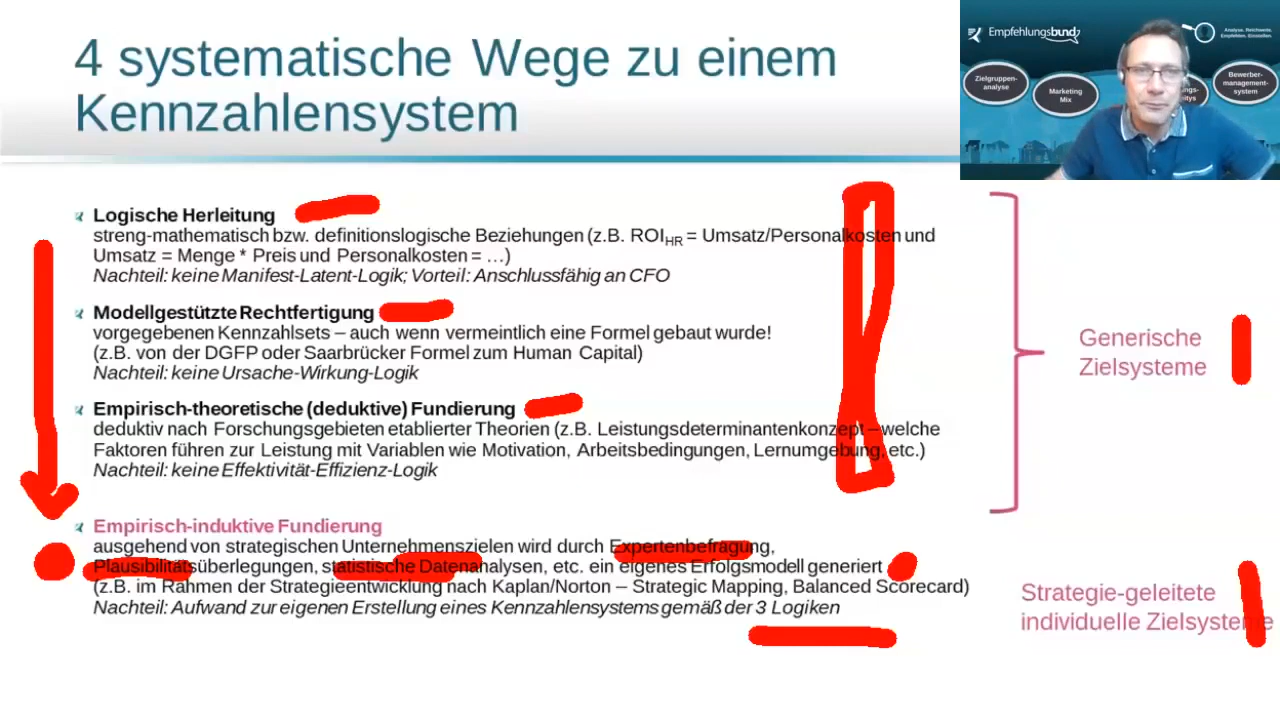 4 systematische Wege zu einem
Kennzahlensystem
Empfehlungsbund
Analyse. Reichweite.
Empfehlen. Einstellen.
Zielgruppen-
analyse
Marketing
Mix
ngs-
eitys
Bewerber-
management-
system
Logische Herleitung
streng-mathematisch bzw. definitionslogische Beziehungen (z.B. ROIHR = Umsatz/Personalkosten und
Umsatz = Menge * Preis und Personalkosten = …)
Nachteil: keine Manifest-Latent-Logik; Vorteil: Anschlussfähig an CFO
Modellgestützte Rechtfertigung
vorgegebenen Kennzahlsets – auch wenn vermeintlich eine Formel gebaut wurde!
(z.B. von der DGFP oder Saarbrücker Formel zum Human Capital)
Nachteil: keine Ursache-Wirkung-Logik
Empirisch-theoretische (deduktive) Fundierung
deduktiv nach Forschungsgebieten etablierter Theorien (z.B. Leistungsdeterminantenkonzept – welche
Faktoren führen zur Leistung mit Variablen wie Motivation, Arbeitsbedingungen, Lernumgebung, etc.)
Nachteil: keine Effektivität-Effizienz-Logik
Generische
Zielsysteme
Empirisch-induktive Fundierung
ausgehend von strategischen Unternehmenszielen wird durch Expertenbefragung,
Plausibilitätsüberlegungen, statistische Datenanalysen, etc. ein eigenes Erfolgsmodell generiert
(z.B. im Rahmen der Strategieentwicklung nach Kaplan/Norton – Strategic Mapping, Balanced Scorecard)
Nachteil: Aufwand zur eigenen Erstellung eines Kennzahlensystems gemäß der 3 Logiken
Strategie-geleitete
individuelle Zielsysteme